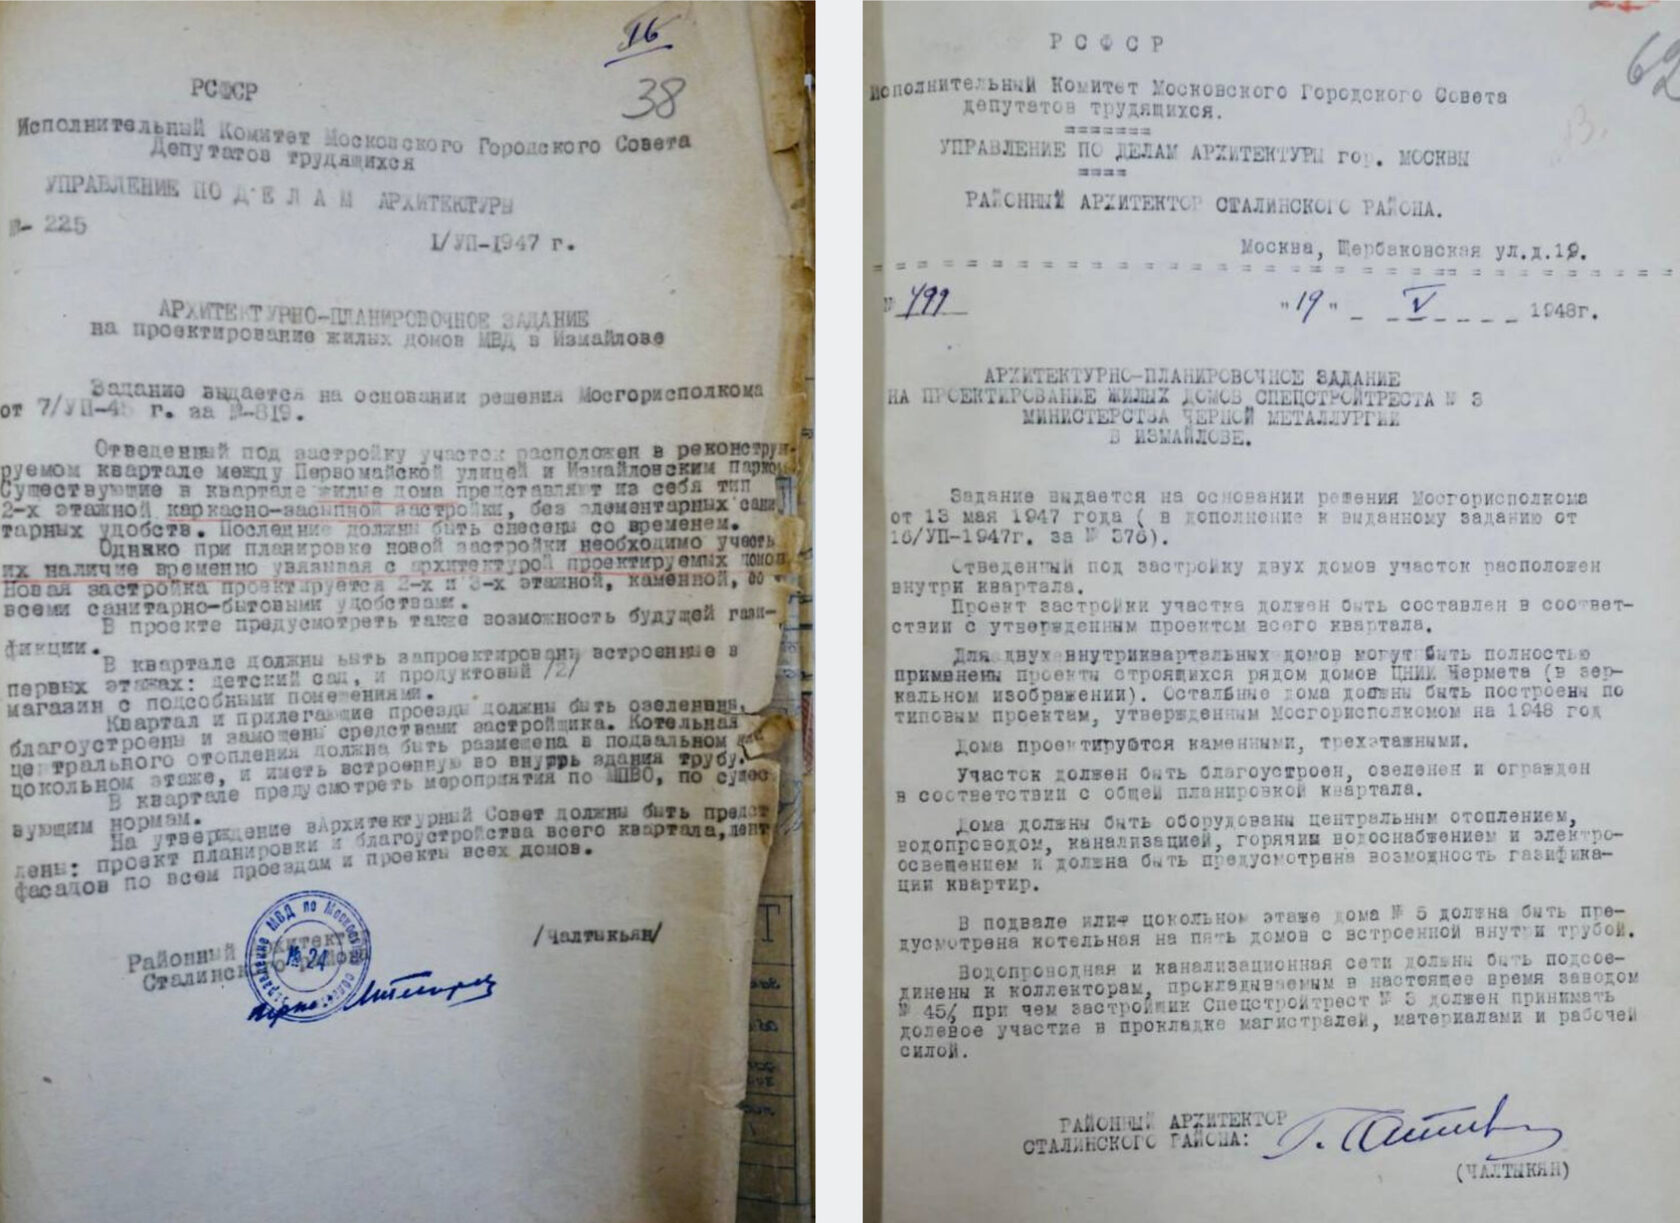 16
38
РСФСР
Исполнительный Комитет Московского Городского Совета
Депутатов трудящихся
УПРАВЛЕНИЕ ПО ДЕЛАМ АРХИТЕКТУРЫ
№- 225
1/УП-1947 г.
АРХИТЕКТУРНО-ПЛАНИРОВОЧНОЕ ЗАДАНИЕ
на проектирование жилых домов МВД в Измайлове
Задание выдается на основании решения Мосгорисполкома
от 7/УП-45 г. за №-819.
Отведенный под застройку участок расположен в реконструи-
руемом квартале между Первомайской улицей и Измайловским парком
Существующие в квартале жилые дома представляют из себя тип
2-х этажной каркасно-засыпной застройки, без элементарных сани-
тарных удобств. Последние должны быть снесены со временем.
Однако при планировке новой застройки необходимо учесть
их наличие временно увязывая с архитектурой проектируемых домов
Новая застройка проектируется 2-х и 3-х этажной, каменной, со
всеми санитарно-бытовыми удобствами.
В проекте предусмотреть также возможность будущей гази-
фикции.
В квартале должны ыть запроектированы встроенные в
первых этажах: детский сад, и продуктовый /2/
магазин с подсобными помещениями.
Квартал и прилегающие проезды должны быть озеленены,
благоустроены и замощены средствами застройщика. Котельная
центрального отопления должна быть размещена в подвальном или
цокольном этаже, и иметь встроенную во внутрь здания трубу.
В квартале предусмотреть мероприятия по МПВО, по сущес
вующим нормам.
На утверждение вАрхитектурный Совет должны быть предст
лены: проект планировки и благоустройства всего квартала,
фасадов по всем проездам и проекты всех домов.
Районный Архитектор
Сталинского района
/Чалтыкьян/
Управление МВД по Московской области
№ 24
62
РСФСР
Исполнительный Комитет Московского Городского Совета
депутатов трудящихся.
=======
УПРАВЛЕНИЕ ПО ДЕЛАМ АРХИТЕКТУРЫ гор. МОСКВЫ
====
РАЙОННЫЙ АРХИТЕКТОР СТАЛИНСКОГО РАЙОНА.
Москва, Щербаковская ул.д.19.
№ 499 "19" _ _V_ _ _ _ 1948г.
АРХИТЕКТУРНО-ПЛАНИРОВОЧНОЕ ЗАДАНИЕ
НА ПРОЕКТИРОВАНИЕ ЖИЛЫХ ДОМОВ СПЕЦСТРОЙТРЕСТА № 3
МИНИСТЕРСТВА ЧЕРНОЙ МЕТАЛЛУРГИИ
В ИЗМАЙЛОВЕ.
Задание выдается на основании решения Мосгорисполкома
от 13 мая 1947 года ( в дополнение к выданному заданию от
16/УП-1947г. за № 376).
Отведенный под застройку двух домов участок расположен
внутри квартала.
Проект застройки участка должен быть составлен в соответ-
ствии с утвержденным проектом всего квартала.
Для двух внутриквартальных домов могут быть полностью
применены проекты строящихся рядом домов ЦНИИ Чермета (в зер-
кальном изображении). Остальные дома должны быть построены по
типовым проектам, утвержденным Мосгорисполкомом на 1948 год
Дома проектируются каменными, трехэтажными.
Участок должен быть благоустроен, озеленен и огражден
в соответствии с общей планировкой квартала.
Дома должны быть оборудованы центральным отоплением,
водопроводом, канализацией, горячим водоснабжением и электро-
освещением и должна быть предусмотрена возможность газифика-
ции квартир.
В подвале или цокольном этаже дома № 5 должна быть пре-
дусмотрена котельная на пять домов с встроенной внутри трубой.
Водопроводная и канализационная сети должны быть подсое-
динены к коллекторам, прокладываемым в настоящее время заводом
№ 45, при чем застройщик Спецстройтрест № 3 должен принимать
долевое участие в прокладке магистралей, материалами и рабочей
силой.
РАЙОННЫЙ АРХИТЕКТОР
СТАЛИНСКОГО РАЙОНА:
(ЧАЛТЫКЯН)